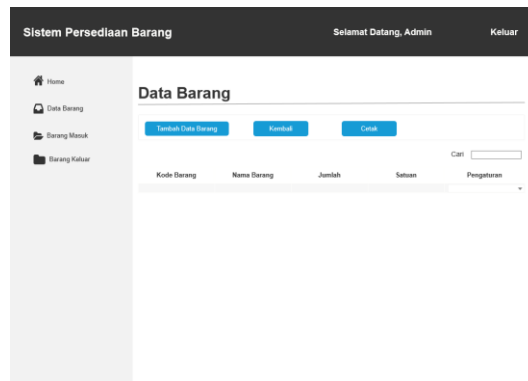 Sistem Persediaan Barang Selamat Datang, Admin Keluar
Home
Data Barang
Barang Masuk
Barang Keluar
Data Barang
Tambah Data Barang Kembali Cetak
Cari
Kode Barang Nama Barang Jumlah Satuan Pengaturan